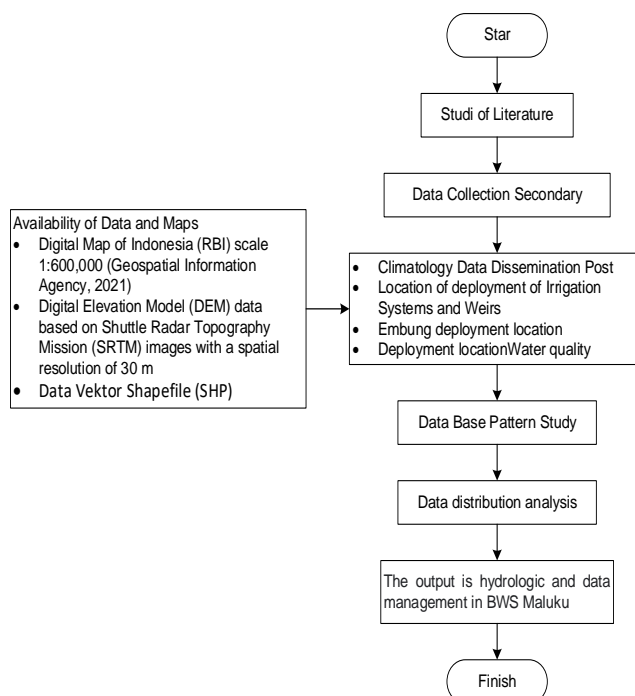 Star
Studi of Literature
Data Collection Secondary
Availability of Data and Maps
• Digital Map of Indonesia (RBI) scale
1:600,000 (Geospatial Information
Agency, 2021)
• Digital Elevation Model (DEM) data
based on Shuttle Radar Topography
Mission (SRTM) images with a spatial
resolution of 30 m
• Data Vektor Shapefile (SHP)
• Climatology Data Dissemination Post
• Location of deployment of Irrigation
Systems and Weirs
• Embung deployment location
• Deployment locationWater quality
Data Base Pattern Study
Data distribution analysis
The output is hydrologic and data
management in BWS Maluku
Finish